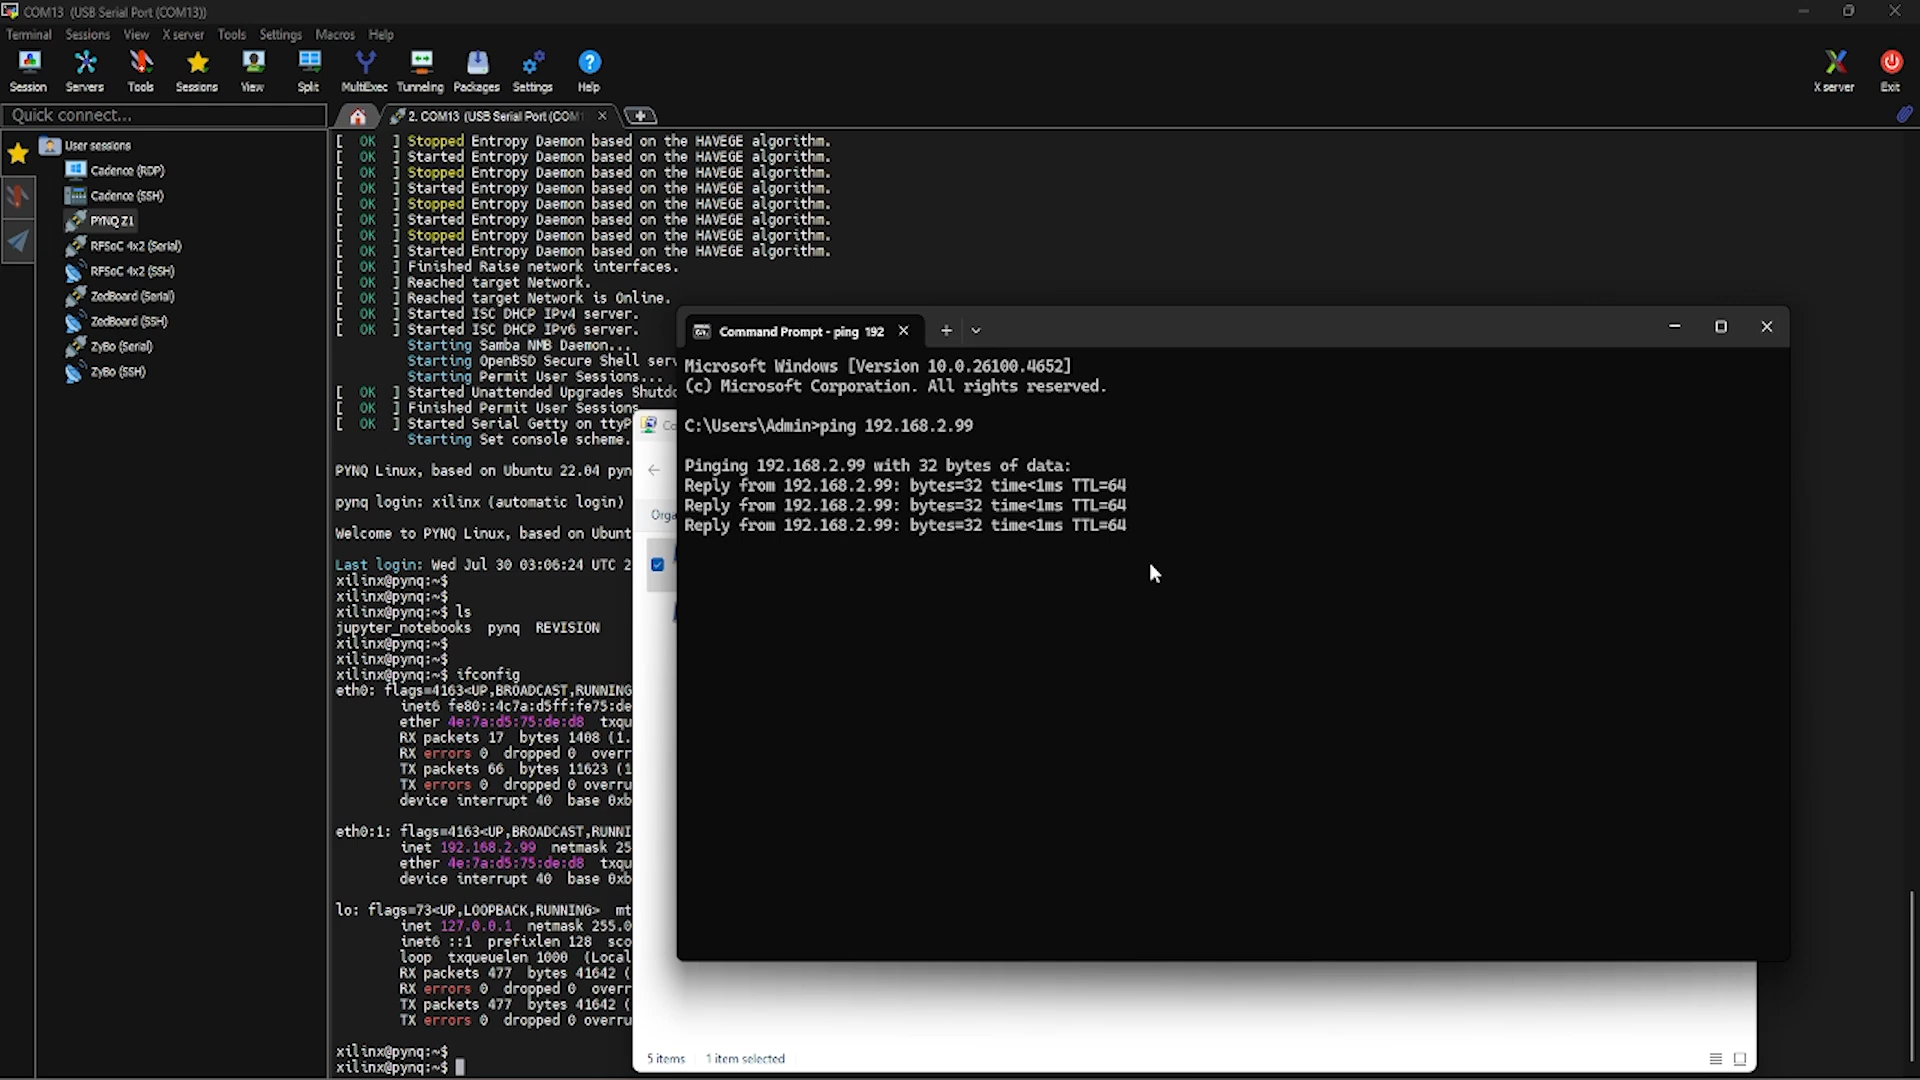 COM13 (USB Serial Port (COM13))
Terminal Sessions View X server Tools Settings Macros Help
Session Servers Tools Sessions View Split MultiExec Tunneling Packages Settings Help X server Exit
Quick connect...
2. COM13 (USB Serial Port (COM
User sessions
Cadence (RDP)
Cadence (SSH)
PYNQ Z1
RFSoC 4x2 (Serial)
RFSoC 4x2 (SSH)
ZedBoard (Serial)
ZedBoard (SSH)
ZyBo (Serial)
ZyBo (SSH)
[ OK ] Stopped Entropy Daemon based on the HAVEGE algorithm.
[ OK ] Started Entropy Daemon based on the HAVEGE algorithm.
[ OK ] Stopped Entropy Daemon based on the HAVEGE algorithm.
[ OK ] Started Entropy Daemon based on the HAVEGE algorithm.
[ OK ] Stopped Entropy Daemon based on the HAVEGE algorithm.
[ OK ] Started Entropy Daemon based on the HAVEGE algorithm.
[ OK ] Stopped Entropy Daemon based on the HAVEGE algorithm.
[ OK ] Started Entropy Daemon based on the HAVEGE algorithm.
[ OK ] Finished Raise network interfaces.
[ OK ] Reached target Network.
[ OK ] Reached target Network is Online.
[ OK ] Started ISC DHCP IPv4 server.
[ OK ] Started ISC DHCP IPv6 server.
Starting Samba NMB Daemon...
Starting OpenBSD Secure Shell serv
Starting Permit User Sessions...
[ OK ] Started Unattended Upgrades Shutdo
[ OK ] Finished Permit User Sessions
[ OK ] Started Serial Getty on ttyP
Starting Set console scheme.
PYNQ Linux, based on Ubuntu 22.04 pyn
pynq login: xilinx (automatic login)
Welcome to PYNQ Linux, based on Ubunt
Last login: Wed Jul 30 03:06:24 UTC 2
xilinx@pynq:~$
xilinx@pynq:~$
xilinx@pynq:~$ ls
jupyter_notebooks pynq REVISION
xilinx@pynq:~$
xilinx@pynq:~$
xilinx@pynq:~$ ifconfig
eth0: flags=4163<UP,BROADCAST,RUNNING
inet6 fe80::4c7a:d5ff:fe75:de
ether 4e:7a:d5:75:de:d8 txqu
RX packets 17 bytes 1408 (1.
RX errors 0 dropped 0 overr
TX packets 66 bytes 11623 (1
TX errors 0 dropped 0 overru
device interrupt 40 base 0xb
eth0:1: flags=4163<UP,BROADCAST,RUNNI
inet 192.168.2.99 netmask 25
ether 4e:7a:d5:75:de:d8 txqu
device interrupt 40 base 0xb
lo: flags=73<UP,LOOPBACK,RUNNING> mt
inet 127.0.0.1 netmask 255.0
inet6 ::1 prefixlen 128 sco
loop txqueuelen 1000 (Local
RX packets 477 bytes 41642 (
RX errors 0 dropped 0 overr
TX packets 477 bytes 41642 (
TX errors 0 dropped 0 overru
xilinx@pynq:~$
xilinx@pynq:~$
Co
Orga
5 items 1 item selected
Command Prompt - ping 192
Microsoft Windows [Version 10.0.26100.4652]
(c) Microsoft Corporation. All rights reserved.
C:\Users\Admin>ping 192.168.2.99
Pinging 192.168.2.99 with 32 bytes of data:
Reply from 192.168.2.99: bytes=32 time<1ms TTL=64
Reply from 192.168.2.99: bytes=32 time<1ms TTL=64
Reply from 192.168.2.99: bytes=32 time<1ms TTL=64